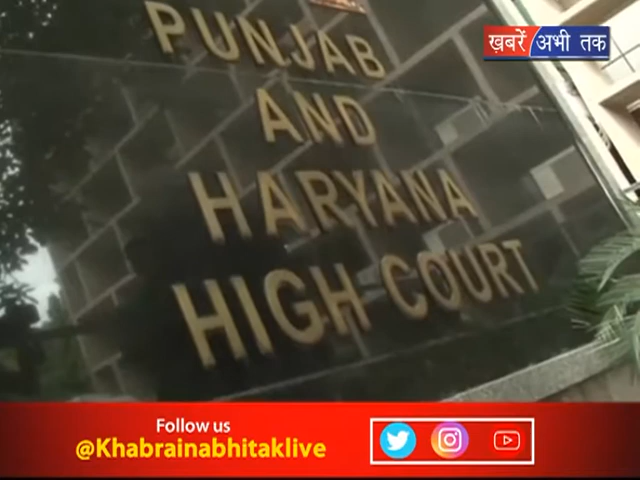 ख़बरें अभी तक
PUNJAB
AND
HARYANA
HIGH COURT
Follow us
@Khabrainabhitaklive